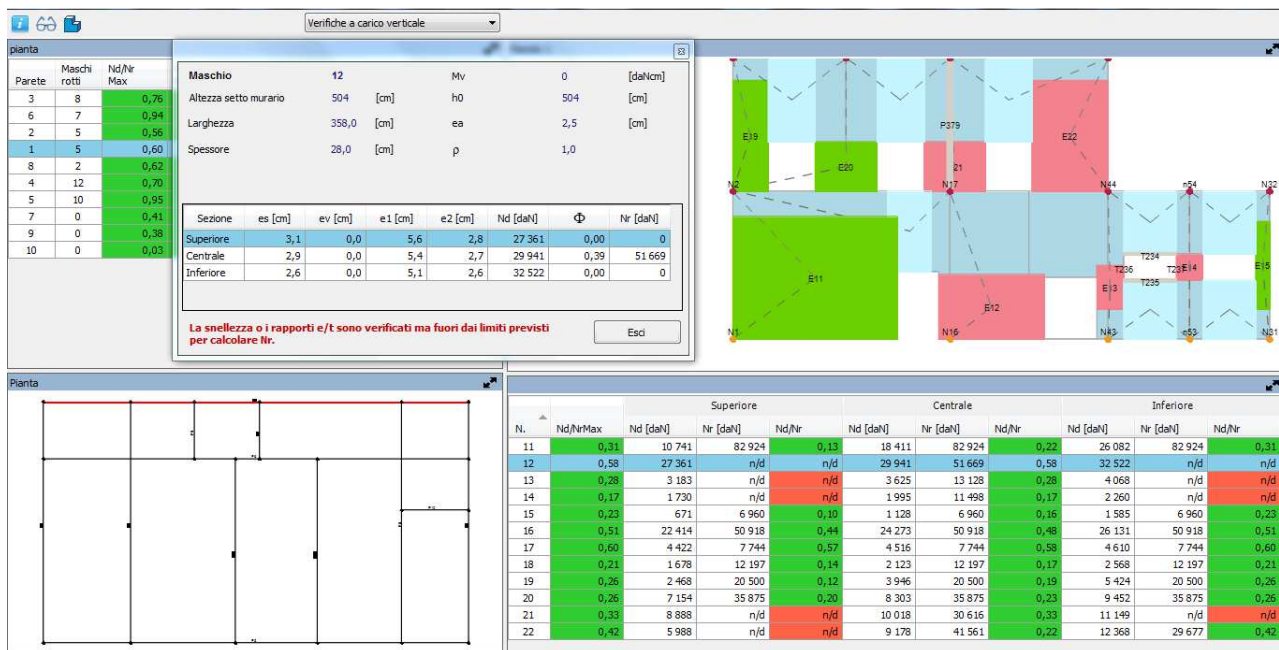 Verifiche a carico verticale
pianta
Parete Maschi rotti Nd/Nr Max
3 8 0,76
6 7 0,94
2 5 0,56
1 5 0,60
8 2 0,62
4 12 0,70
5 10 0,95
7 0 0,41
9 0 0,38
10 0 0,03
Maschio 12 Mv 0 [daNcm]
Altezza setto murario 504 [cm] h0 504 [cm]
Larghezza 358,0 [cm] ea 2,5 [cm]
Spessore 28,0 [cm] ρ 1,0
Sezione es [cm] ev [cm] e1 [cm] e2 [cm] Nd [daN] Φ Nr [daN]
Superiore 3,1 0,0 5,6 2,8 27 361 0,00 0
Centrale 2,9 0,0 5,4 2,7 29 941 0,39 51 669
Inferiore 2,6 0,0 5,1 2,6 32 522 0,00 0
La snellezza o i rapporti e/t sono verificati ma fuori dai limiti previsti
per calcolare Nr.
Esci
P379
E19
E22
E20
21
N2 N17 N44 n54 N32
T234
T236 T237 E14 E15
T235
E11
E13
E12
N1 N16 N43 n53 N31
Pianta
Superiore Centrale Inferiore
N. Nd/NrMax Nd [daN] Nr [daN] Nd/Nr Nd [daN] Nr [daN] Nd/Nr Nd [daN] Nr [daN] Nd/Nr
11 0,31 10 741 82 924 0,13 18 411 82 924 0,22 26 082 82 924 0,31
12 0,58 27 361 n/d n/d 29 941 51 669 0,58 32 522 n/d n/d
13 0,28 3 183 n/d n/d 3 625 13 128 0,28 4 068 n/d n/d
14 0,17 1 730 n/d n/d 1 995 11 498 0,17 2 260 n/d n/d
15 0,23 671 6 960 0,10 1 128 6 960 0,16 1 585 6 960 0,23
16 0,51 22 414 50 918 0,44 24 273 50 918 0,48 26 131 50 918 0,51
17 0,60 4 422 7 744 0,57 4 516 7 744 0,58 4 610 7 744 0,60
18 0,21 1 678 12 197 0,14 2 123 12 197 0,17 2 568 12 197 0,21
19 0,26 2 468 20 500 0,12 3 946 20 500 0,19 5 424 20 500 0,26
20 0,26 7 154 35 875 0,20 8 303 35 875 0,23 9 452 35 875 0,26
21 0,33 8 888 n/d n/d 10 018 30 616 0,33 11 149 n/d n/d
22 0,42 5 988 n/d n/d 9 178 41 561 0,22 12 368 29 677 0,42